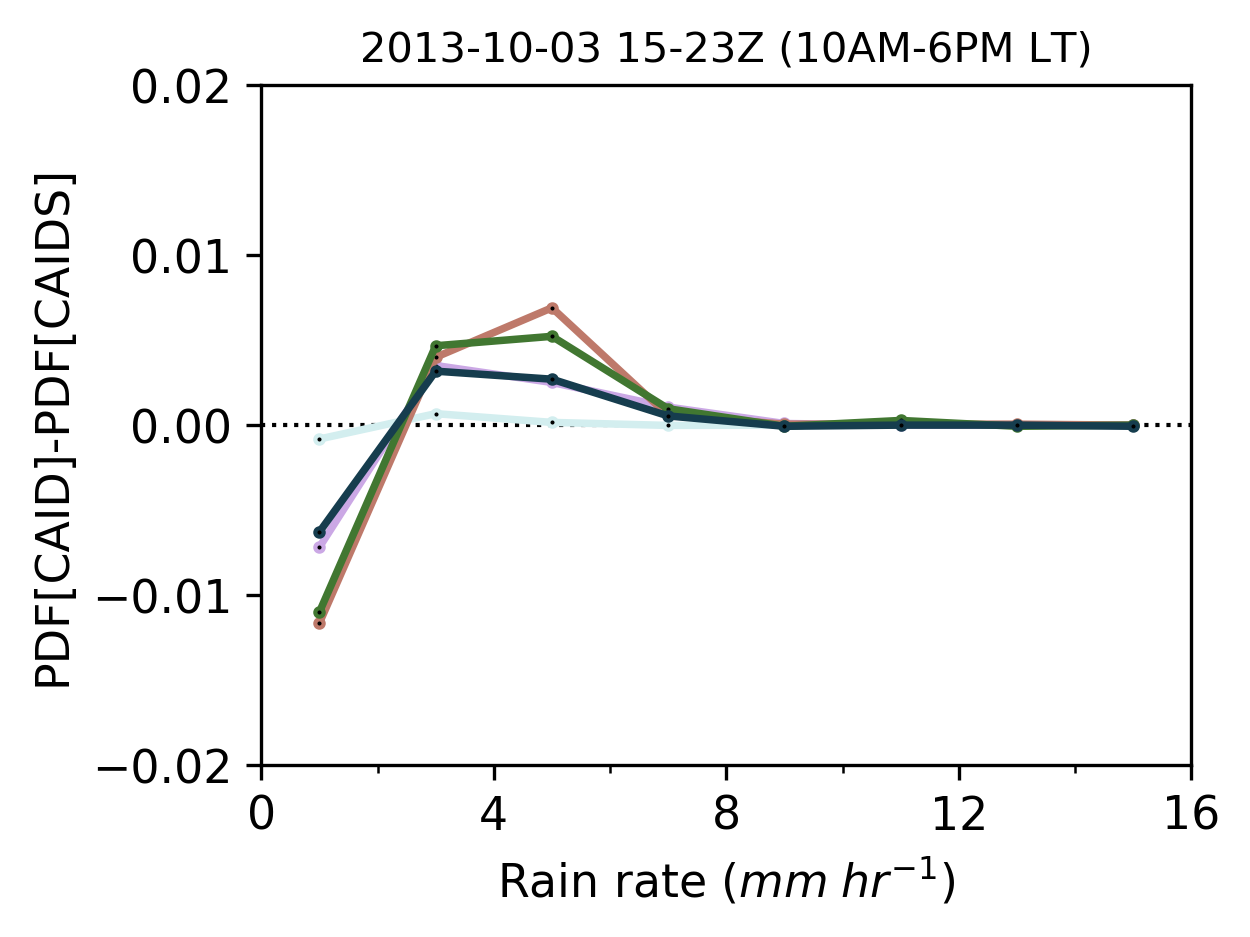 2013-10-03 15-23Z (10AM-6PM LT)
PDF[CAID]-PDF[CAIDS]
0.02
0.01
0.00
−0.01
−0.02
0 4 8 12 16
Rain rate (mm hr⁻¹)